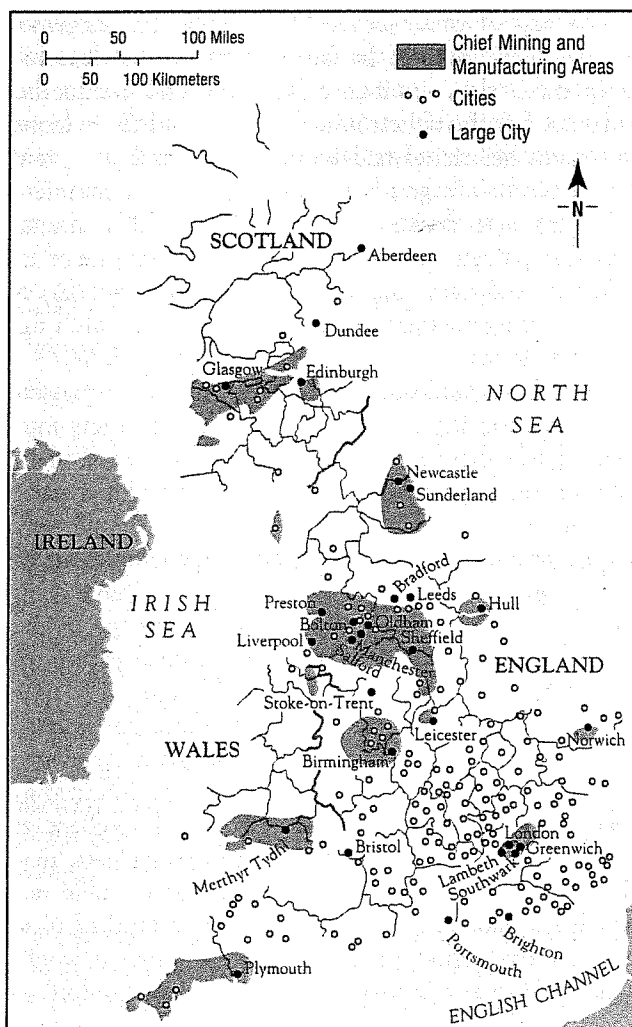 0 50 100 Miles
0 50 100 Kilometers
Chief Mining and
Manufacturing Areas
Cities
Large City
N
SCOTLAND
Aberdeen
Dundee
Glasgow
Edinburgh
NORTH
SEA
Newcastle
Sunderland
IRELAND
IRISH
SEA
Bradford
Leeds
Preston
Hull
Bolton
Oldham
Liverpool
Sheffield
Manchester
Salford
ENGLAND
Stoke-on-Trent
WALES
Leicester
Norwich
Birmingham
London
Greenwich
Merthyr Tydhl
Bristol
Lambeth
Southwark
Portsmouth
Brighton
Plymouth
ENGLISH CHANNEL